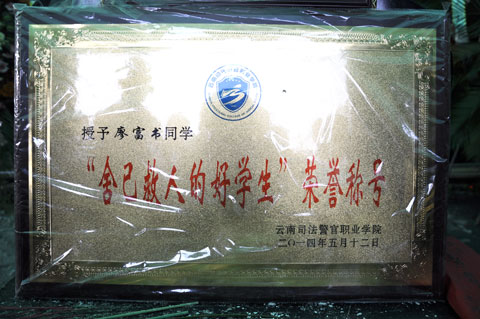 授予廖富书同学
“舍己救人的好学生”荣誉称号
云南司法警官职业学院
二〇一四年五月十二日